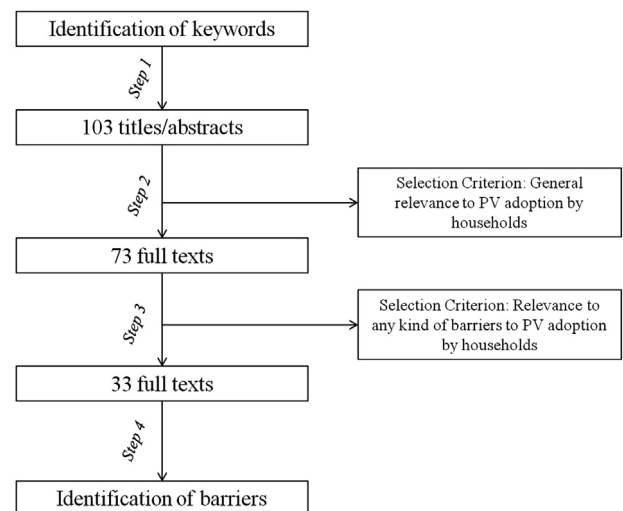 Identification of keywords
Step 1
103 titles/abstracts
Step 2
Selection Criterion: General
relevance to PV adoption by
households
73 full texts
Step 3
Selection Criterion: Relevance to
any kind of barriers to PV adoption
by households
33 full texts
Step 4
Identification of barriers